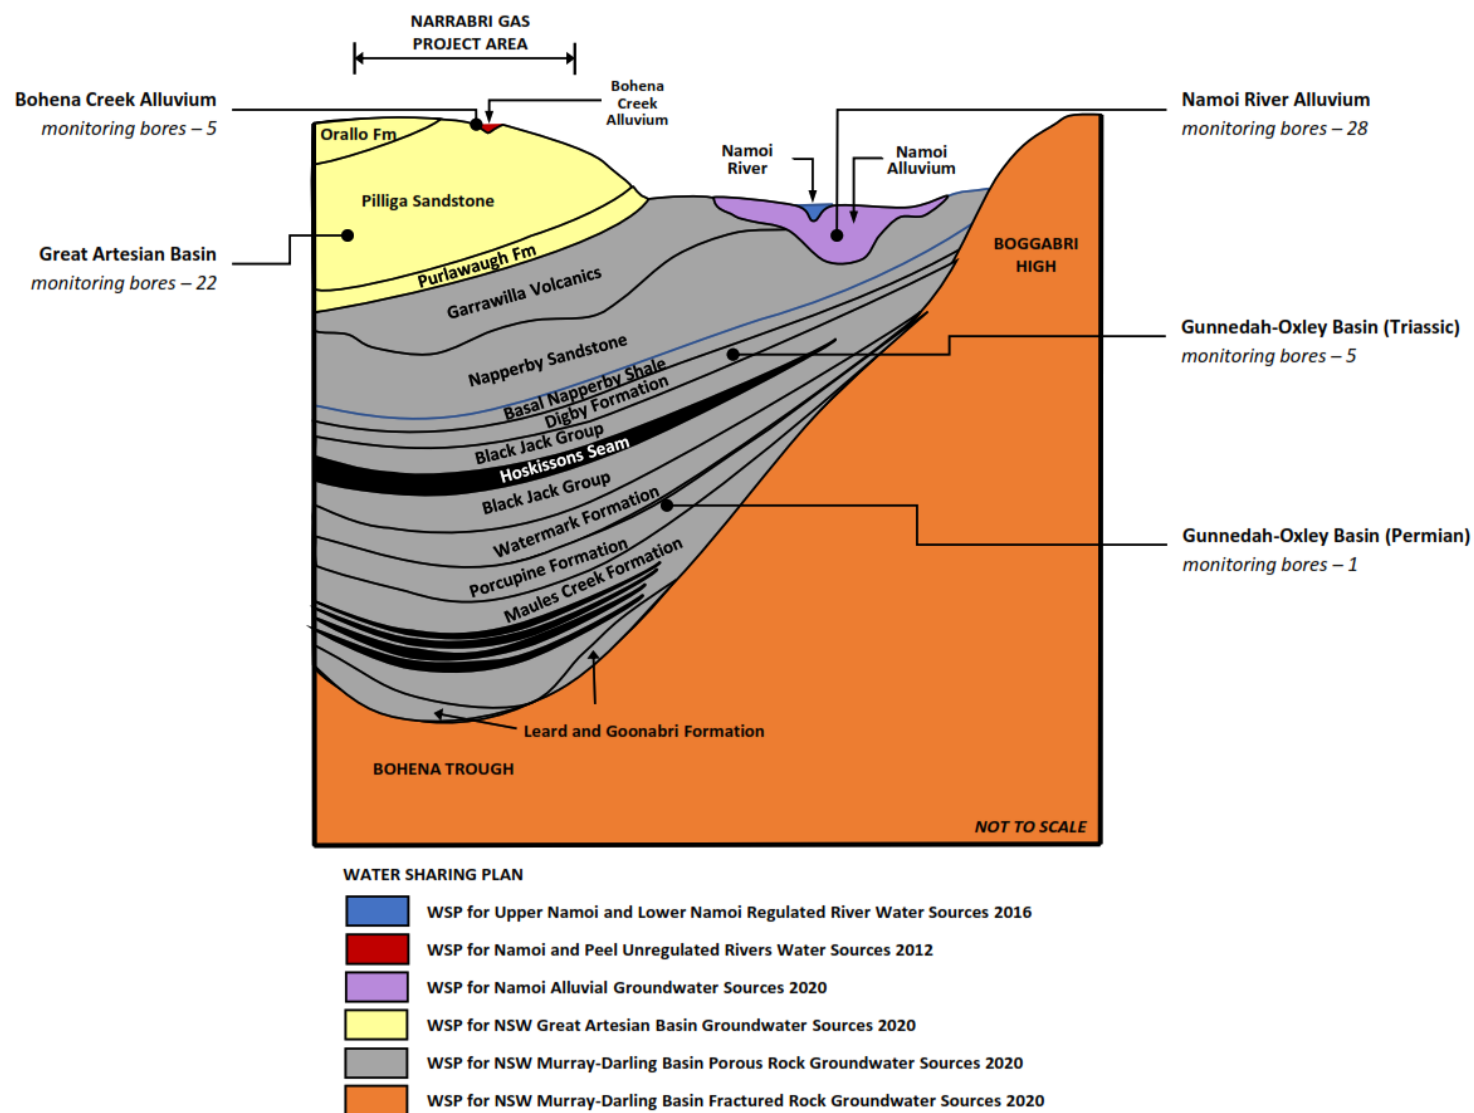 NARRABRI GAS
PROJECT AREA
Bohena Creek Alluvium
monitoring bores – 5
Bohena
Creek
Alluvium
Namoi River Alluvium
monitoring bores – 28
Orallo Fm
Namoi
River
Namoi
Alluvium
Pilliga Sandstone
Great Artesian Basin
monitoring bores – 22
BOGGABRI
HIGH
Purlawaugh Fm
Garrawilla Volcanics
Gunnedah-Oxley Basin (Triassic)
monitoring bores – 5
Napperby Sandstone
Basal Napperby Shale
Digby Formation
Black Jack Group
Hoskissons Seam
Black Jack Group
Watermark Formation
Gunnedah-Oxley Basin (Permian)
monitoring bores – 1
Porcupine Formation
Maules Creek Formation
Leard and Goonabri Formation
BOHENA TROUGH
NOT TO SCALE
WATER SHARING PLAN
WSP for Upper Namoi and Lower Namoi Regulated River Water Sources 2016
WSP for Namoi and Peel Unregulated Rivers Water Sources 2012
WSP for Namoi Alluvial Groundwater Sources 2020
WSP for NSW Great Artesian Basin Groundwater Sources 2020
WSP for NSW Murray-Darling Basin Porous Rock Groundwater Sources 2020
WSP for NSW Murray-Darling Basin Fractured Rock Groundwater Sources 2020